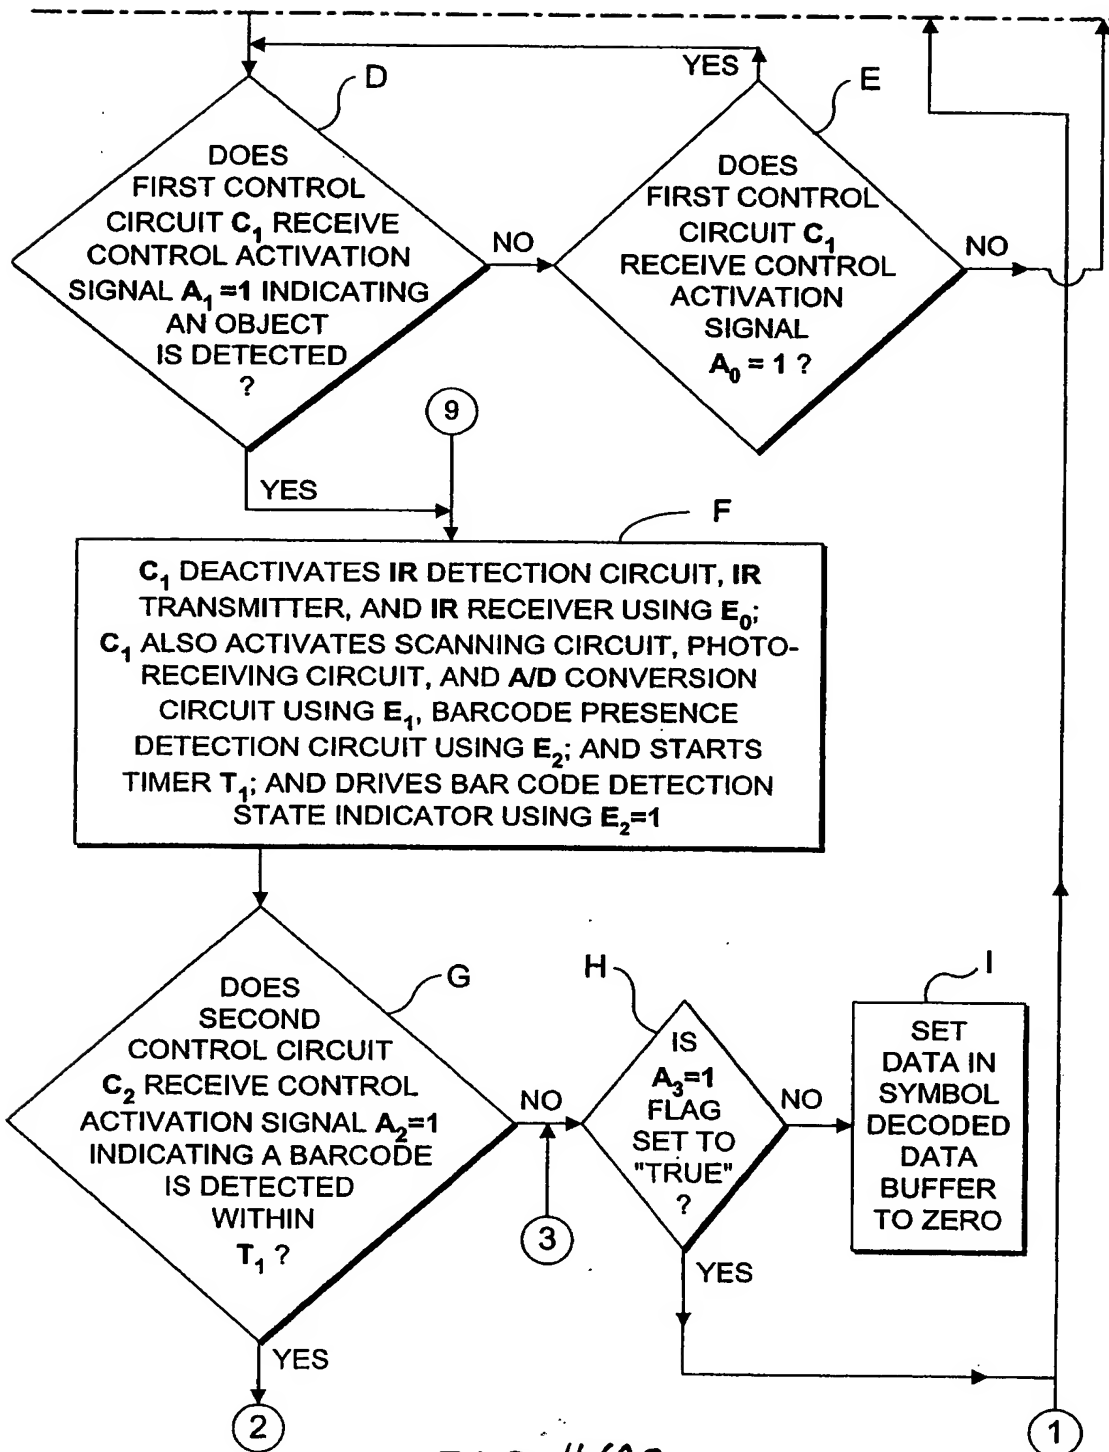 YES
D
E
DOES
FIRST CONTROL
CIRCUIT C1 RECEIVE
CONTROL ACTIVATION
SIGNAL A1 =1 INDICATING
AN OBJECT
IS DETECTED
?
NO
DOES
FIRST CONTROL
CIRCUIT C1
RECEIVE CONTROL
ACTIVATION
SIGNAL
A0 = 1 ?
NO
9
YES
F
C1 DEACTIVATES IR DETECTION CIRCUIT, IR
TRANSMITTER, AND IR RECEIVER USING E0;
C1 ALSO ACTIVATES SCANNING CIRCUIT, PHOTO-
RECEIVING CIRCUIT, AND A/D CONVERSION
CIRCUIT USING E1, BARCODE PRESENCE
DETECTION CIRCUIT USING E2; AND STARTS
TIMER T1; AND DRIVES BAR CODE DETECTION
STATE INDICATOR USING E2=1
G
DOES
SECOND
CONTROL CIRCUIT
C2 RECEIVE CONTROL
ACTIVATION SIGNAL A2=1
INDICATING A BARCODE
IS DETECTED
WITHIN
T1 ?
NO
3
H
IS
A3=1
FLAG
SET TO
"TRUE"
?
NO
I
SET
DATA IN
SYMBOL
DECODED
DATA
BUFFER
TO ZERO
YES
YES
2
1